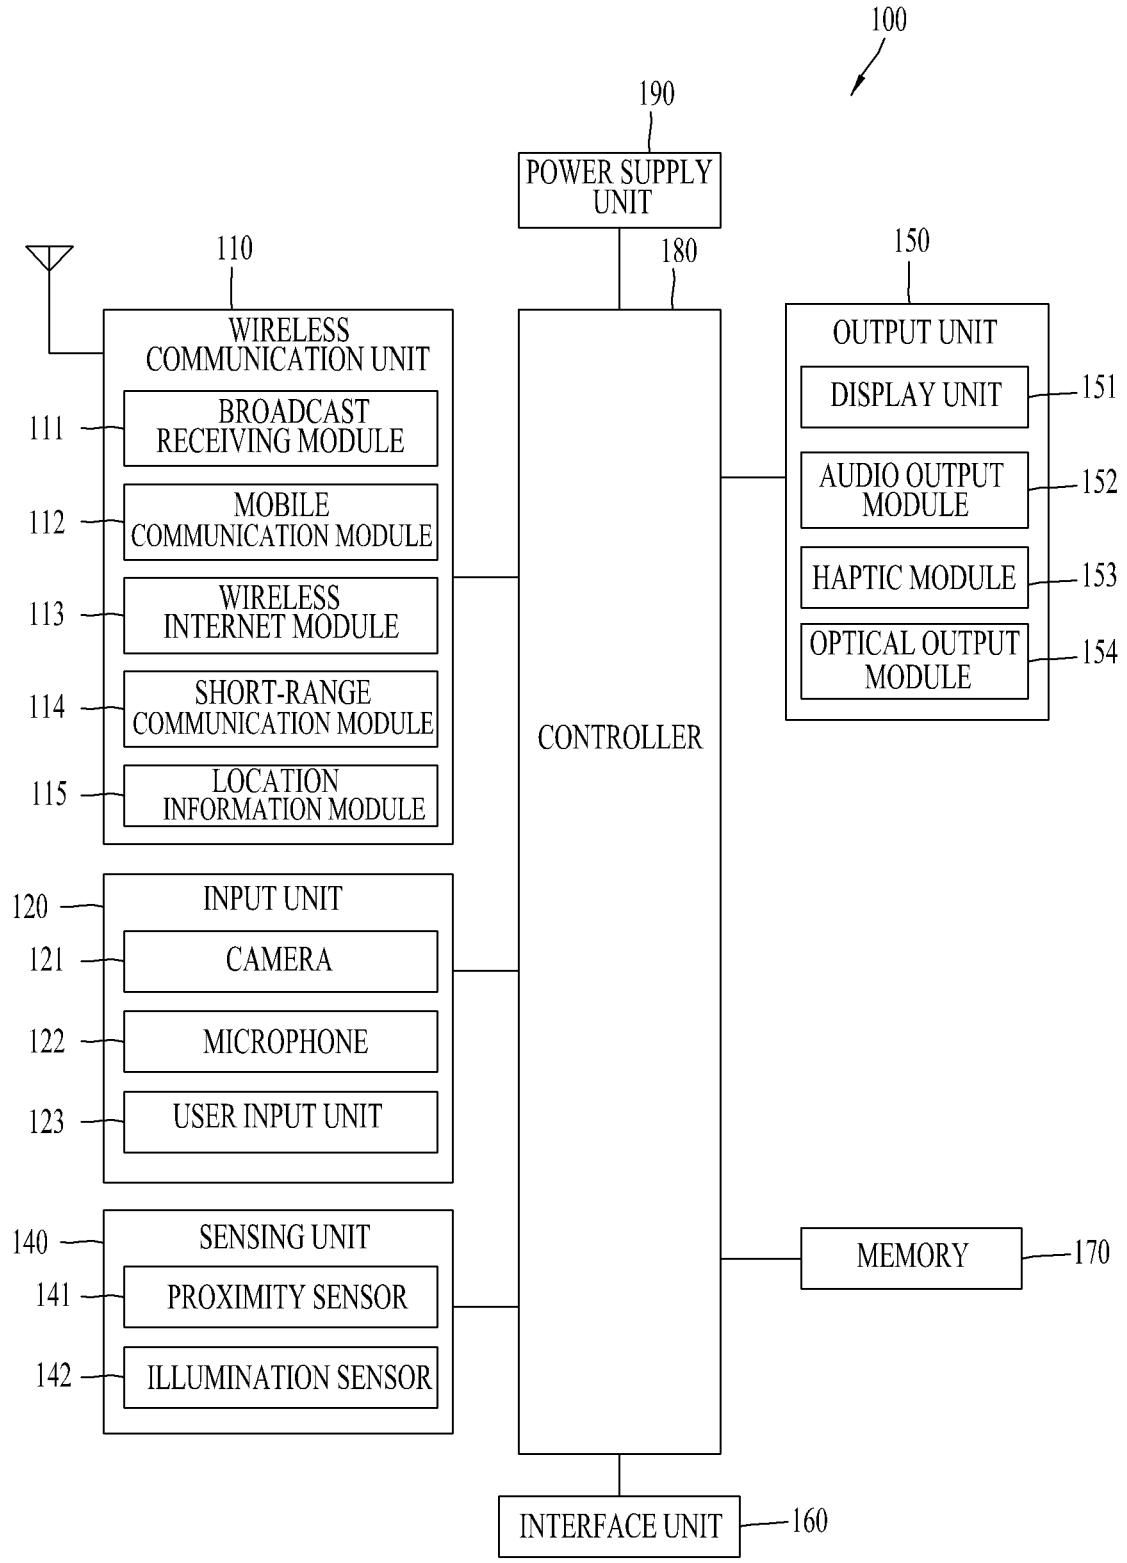 100
190
POWER SUPPLY
UNIT
180
110
WIRELESS
COMMUNICATION UNIT
111
BROADCAST
RECEIVING MODULE
112
MOBILE
COMMUNICATION MODULE
113
WIRELESS
INTERNET MODULE
114
SHORT-RANGE
COMMUNICATION MODULE
115
LOCATION
INFORMATION MODULE
120
INPUT UNIT
121
CAMERA
122
MICROPHONE
123
USER INPUT UNIT
140
SENSING UNIT
141
PROXIMITY SENSOR
142
ILLUMINATION SENSOR
CONTROLLER
150
OUTPUT UNIT
DISPLAY UNIT
151
AUDIO OUTPUT
MODULE
152
HAPTIC MODULE
153
OPTICAL OUTPUT
MODULE
154
MEMORY
170
INTERFACE UNIT
160